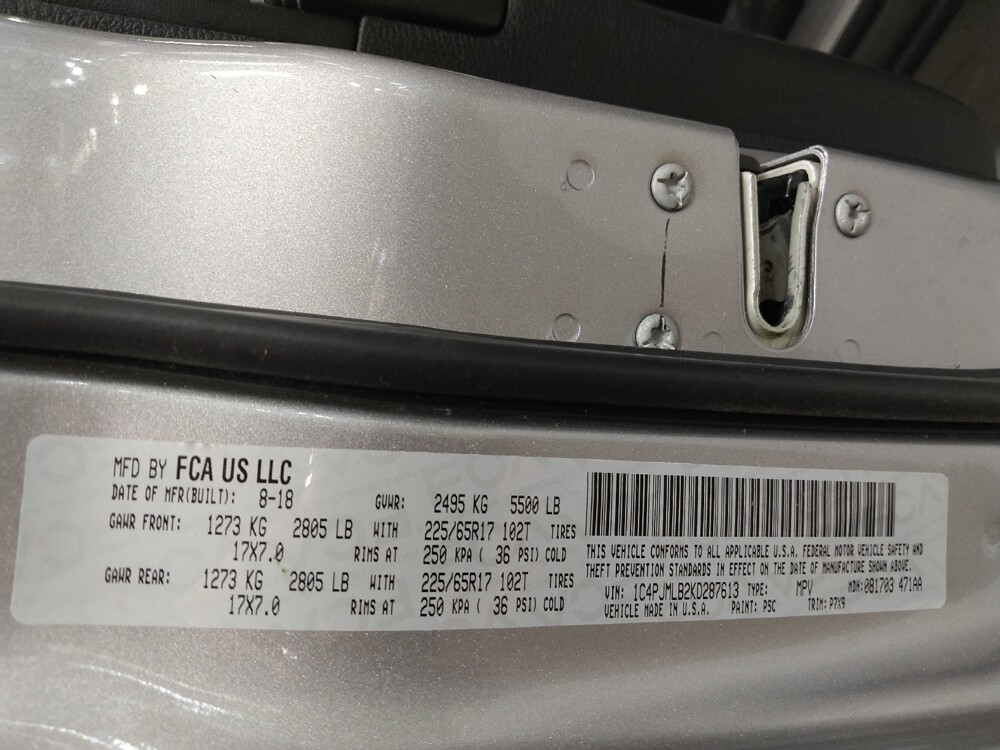 MFD BY FCA US LLC
DATE OF MFR(BUILT): 8-18 GVWR: 2495 KG 5500 LB
GAWR FRONT: 1273 KG 2805 LB WITH 225/65R17 102T TIRES
17X7.0 RIMS AT 250 KPA ( 36 PSI) COLD
GAWR REAR: 1273 KG 2805 LB WITH 225/65R17 102T TIRES
17X7.0 RIMS AT 250 KPA ( 36 PSI) COLD
THIS VEHICLE CONFORMS TO ALL APPLICABLE U.S.A. FEDERAL MOTOR VEHICLE SAFETY AND
THEFT PREVENTION STANDARDS IN EFFECT ON THE DATE OF MANUFACTURE SHOWN ABOVE.
VIN: 1C4PJMLB2KD287613 TYPE: MPV MDH:081703 471AA
VEHICLE MADE IN U.S.A. PAINT: PSC TRIM: P7X9